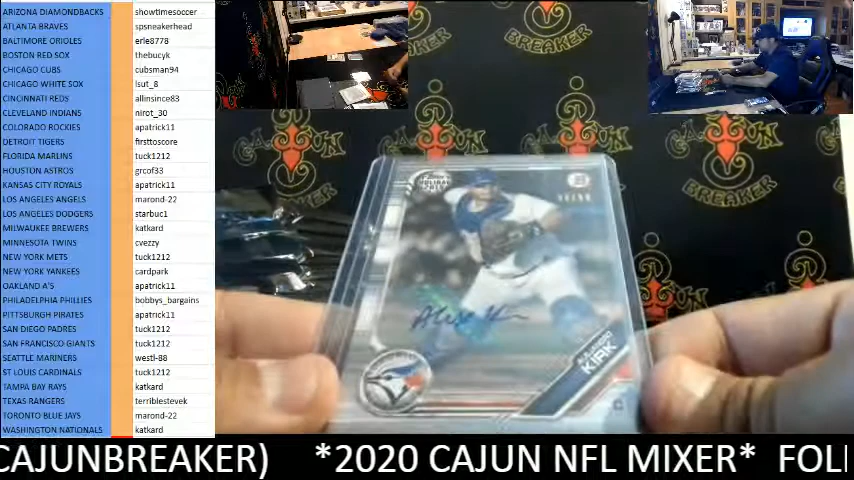 ARIZONA DIAMONDBACKS showtimesoccer
ATLANTA BRAVES spsneakerhead
BALTIMORE ORIOLES erle8778
BOSTON RED SOX thebucyk
CHICAGO CUBS cubsman94
CHICAGO WHITE SOX lsut_8
CINCINNATI REDS allinsince83
CLEVELAND INDIANS nirot_30
COLORADO ROCKIES apatrick11
DETROIT TIGERS firsttoscore
FLORIDA MARLINS tuck1212
HOUSTON ASTROS grcof33
KANSAS CITY ROYALS apatrick11
LOS ANGELES ANGELS marond-22
LOS ANGELES DODGERS starbuc1
MILWAUKEE BREWERS katkard
MINNESOTA TWINS cvezzy
NEW YORK METS tuck1212
NEW YORK YANKEES cardpark
OAKLAND A'S apatrick11
PHILADELPHIA PHILLIES bobbys_bargains
PITTSBURGH PIRATES apatrick11
SAN DIEGO PADRES tuck1212
SAN FRANCISCO GIANTS tuck1212
SEATTLE MARINERS westl-88
ST LOUIS CARDINALS tuck1212
TAMPA BAY RAYS katkard
TEXAS RANGERS terriblestevek
TORONTO BLUE JAYS marond-22
WASHINGTON NATIONALS katkard
CAJUN
BREAKER
ALEJANDRO
KIRK
C
CAJUNBREAKER) *2020 CAJUN NFL MIXER* FOLL